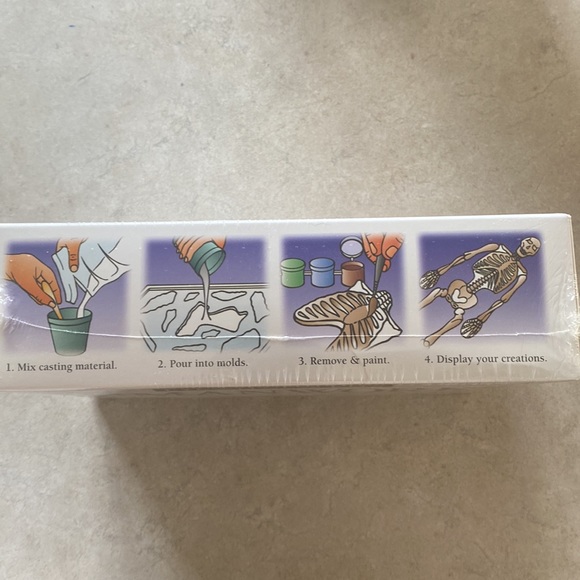 1. Mix casting material.
2. Pour into molds.
3. Remove & paint.
4. Display your creations.